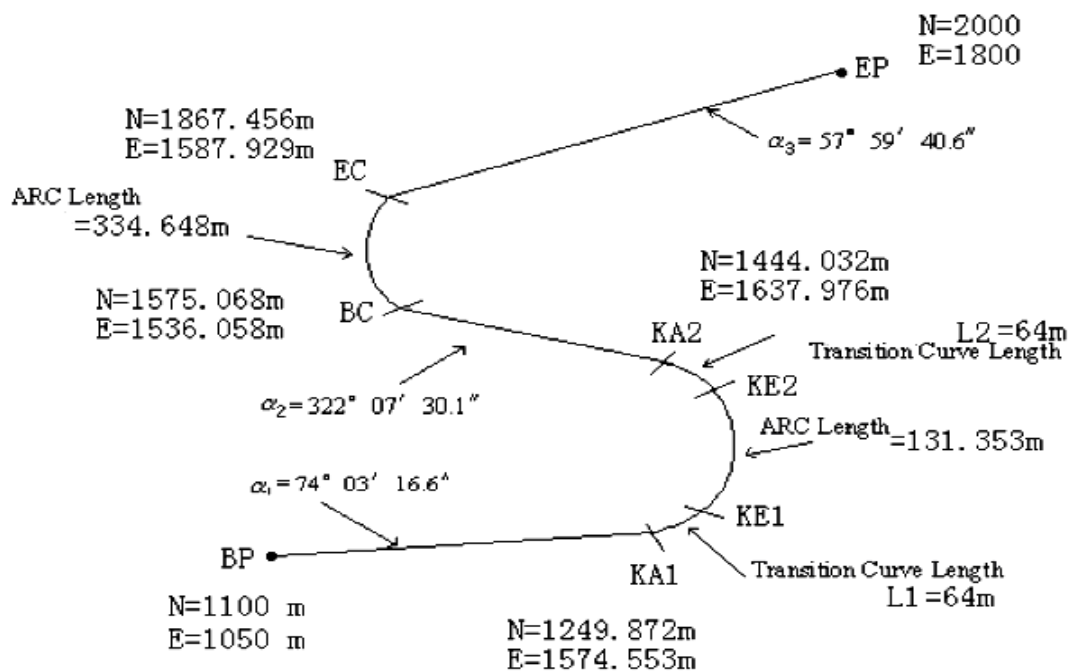 N=2000
E=1800
EP
N=1867.456m
E=1587.929m
α3=57° 59′ 40.6″
EC
ARC Length
=334.648m
N=1444.032m
E=1637.976m
N=1575.068m
E=1536.058m
BC
KA2
L2=64m
Transition Curve Length
KE2
α2=322° 07′ 30.1″
ARC Length
=131.353m
α1=74° 03′ 16.6″
KE1
BP
KA1
Transition Curve Length
L1=64m
N=1100 m
E=1050 m
N=1249.872m
E=1574.553m